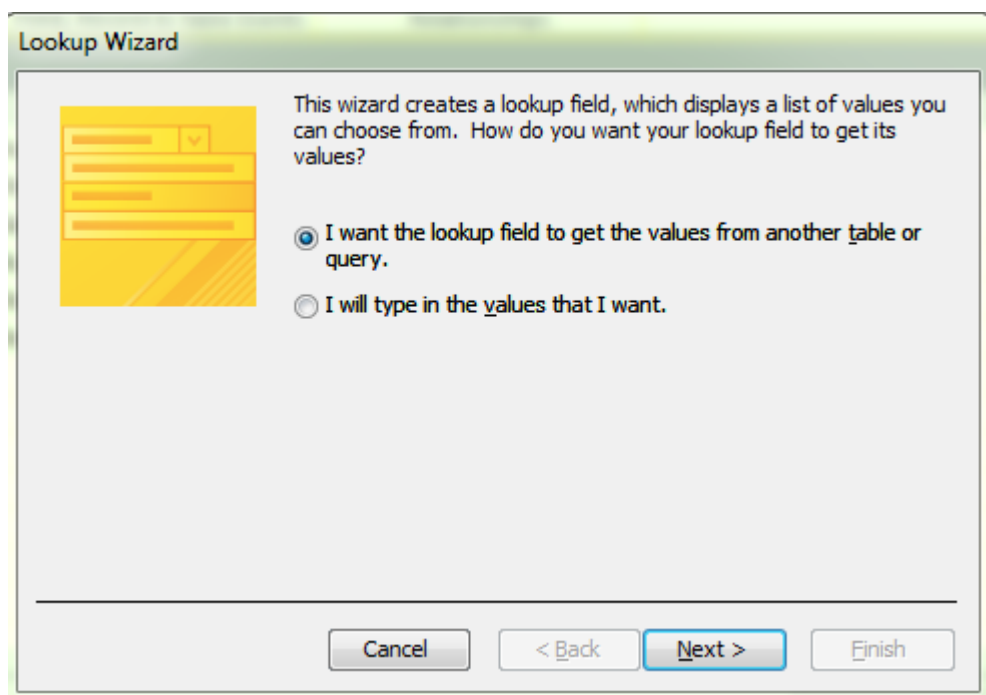 Lookup Wizard
This wizard creates a lookup field, which displays a list of values you
can choose from. How do you want your lookup field to get its
values?
I want the lookup field to get the values from another table or
query.
I will type in the values that I want.
Cancel
< Back
Next >
Finish